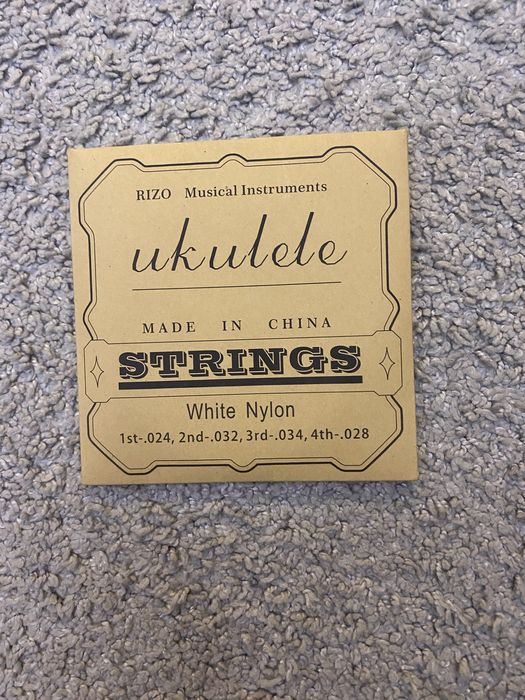 RIZO Musical Instruments
ukulele
MADE IN CHINA
STRINGS
White Nylon
1st-.024, 2nd-.032, 3rd-.034, 4th-.028